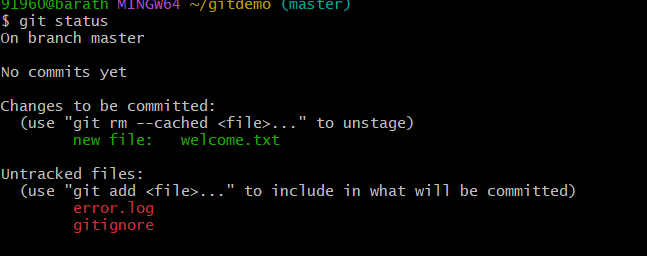 91960@barath MINGW64 ~/gitdemo (master)
$ git status
On branch master
No commits yet
Changes to be committed:
(use "git rm --cached <file>..." to unstage)
new file:   welcome.txt
Untracked files:
(use "git add <file>..." to include in what will be committed)
error.log
gitignore